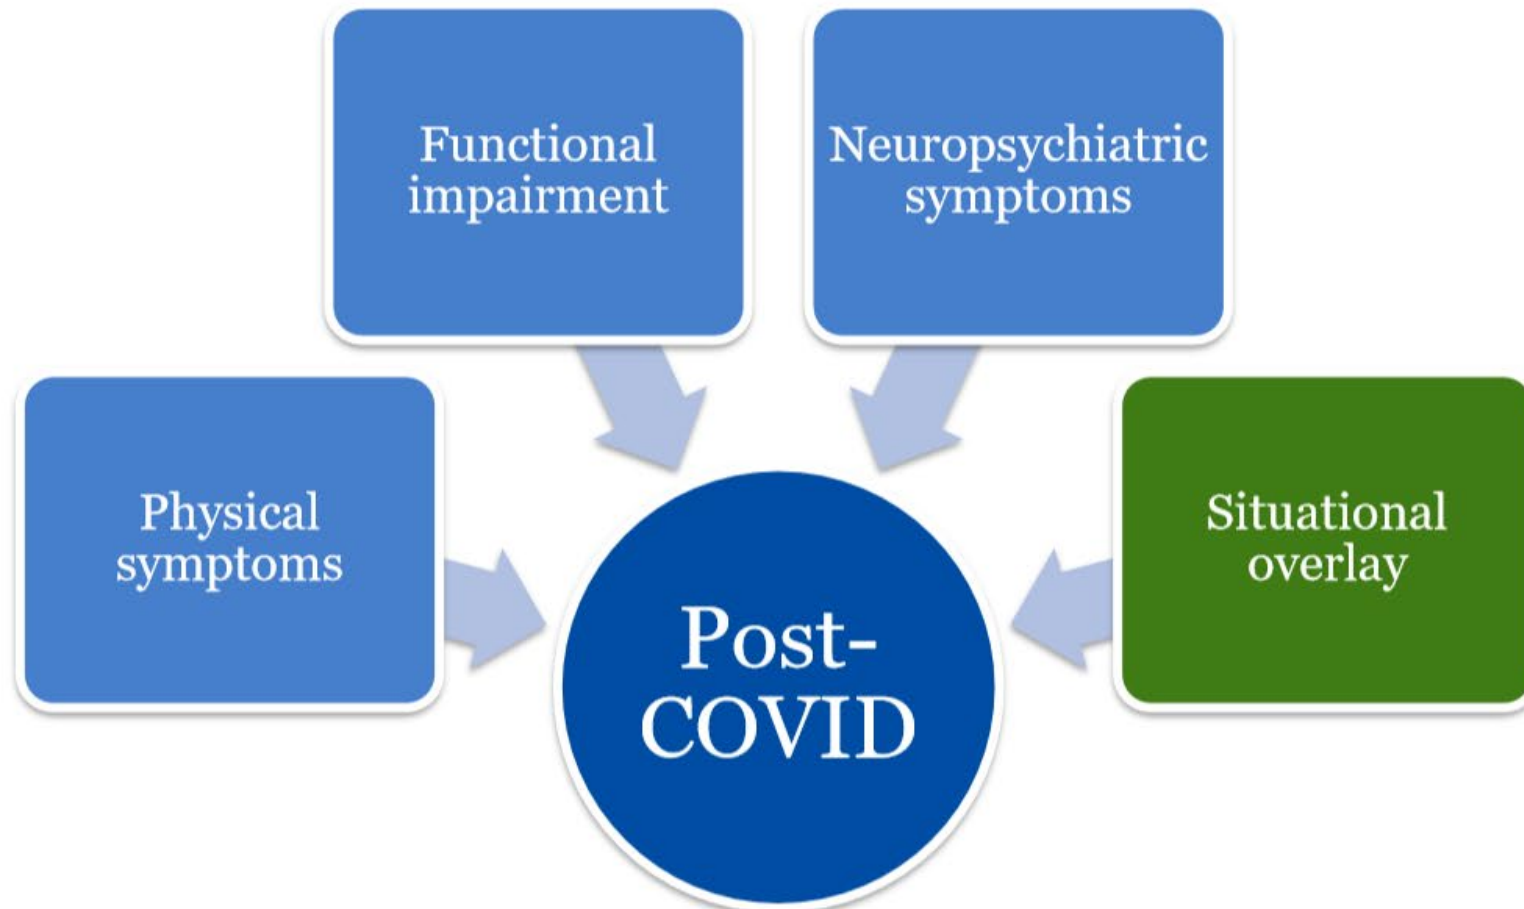 Functional
impairment
Neuropsychiatric
symptoms
Physical
symptoms
Situational
overlay
Post-
COVID